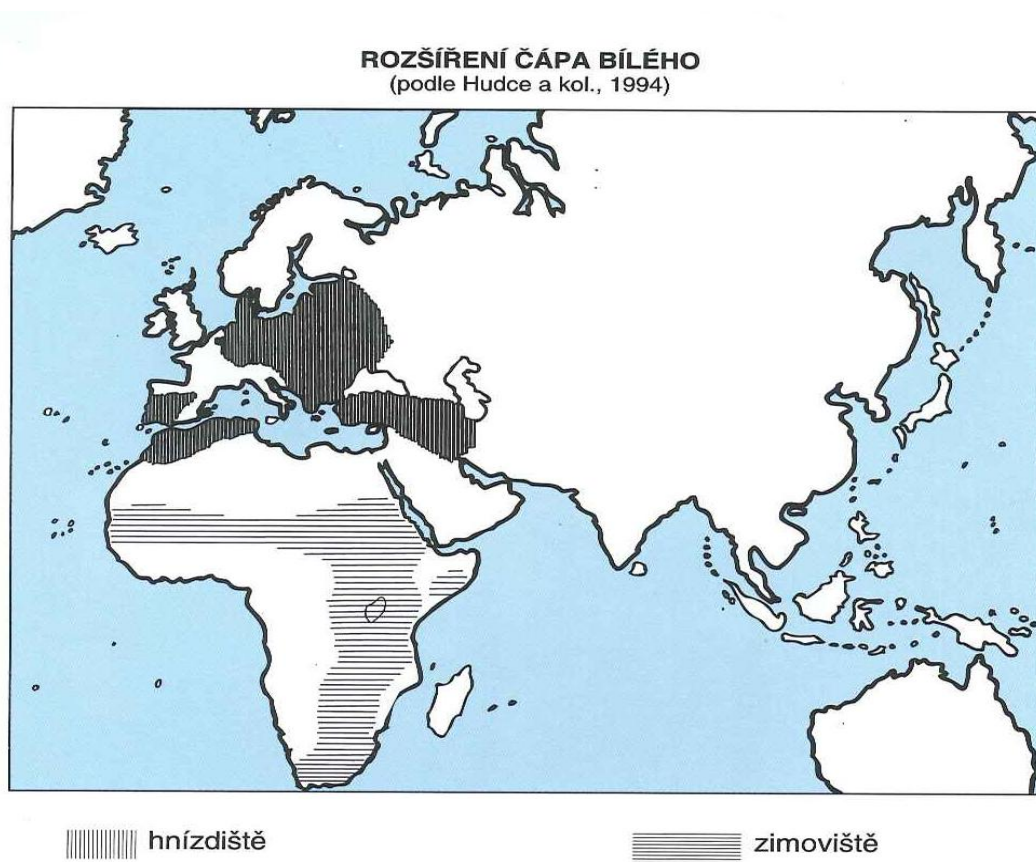 ROZŠÍŘENÍ ČÁPA BÍLÉHO
(podle Hudce a kol., 1994)
hnízdiště
zimoviště